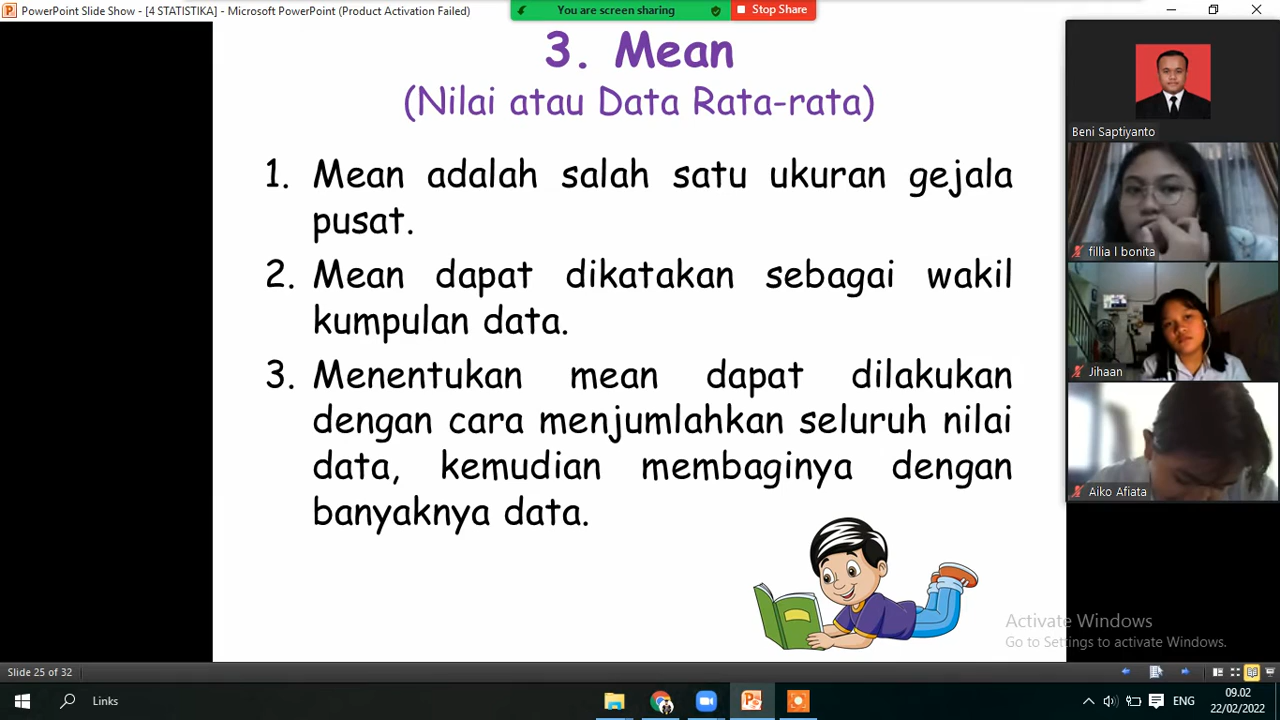 PowerPoint Slide Show - [4 STATISTIKA] - Microsoft PowerPoint (Product Activation Failed)
You are screen sharing
Stop Share
3. Mean
(Nilai atau Data Rata-rata)
1. Mean adalah salah satu ukuran gejala
pusat.
2. Mean dapat dikatakan sebagai wakil
kumpulan data.
3. Menentukan mean dapat dilakukan
dengan cara menjumlahkan seluruh nilai
data, kemudian membaginya dengan
banyaknya data.
Beni Saptiyanto
fillia l bonita
Jihaan
Aiko Afiata
Activate Windows
Go to Settings to activate Windows.
Slide 25 of 32
Links
ENG
09.02
22/02/2022